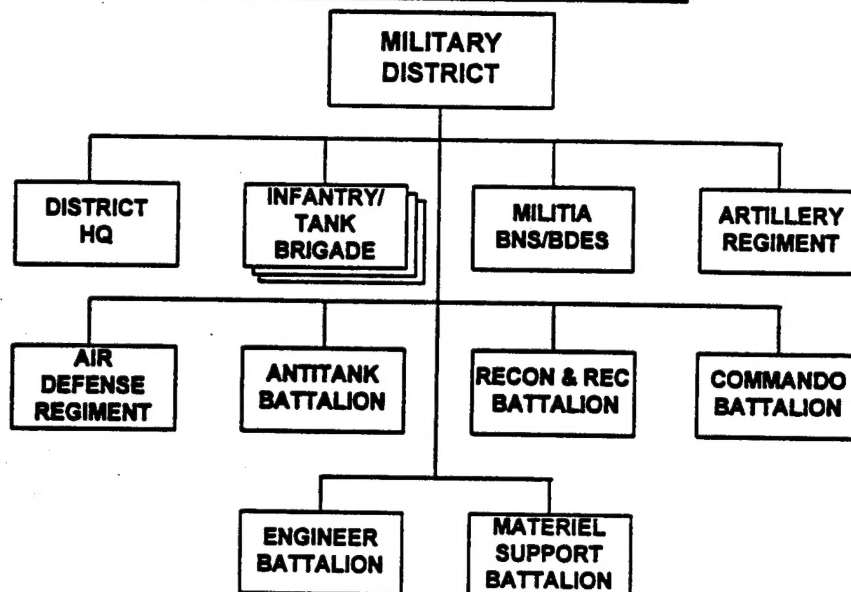 MILITARY
DISTRICT
DISTRICT
HQ
INFANTRY/
TANK
BRIGADE
MILITIA
BNS/BDES
ARTILLERY
REGIMENT
AIR
DEFENSE
REGIMENT
ANTITANK
BATTALION
RECON & REC
BATTALION
COMMANDO
BATTALION
ENGINEER
BATTALION
MATERIEL
SUPPORT
BATTALION